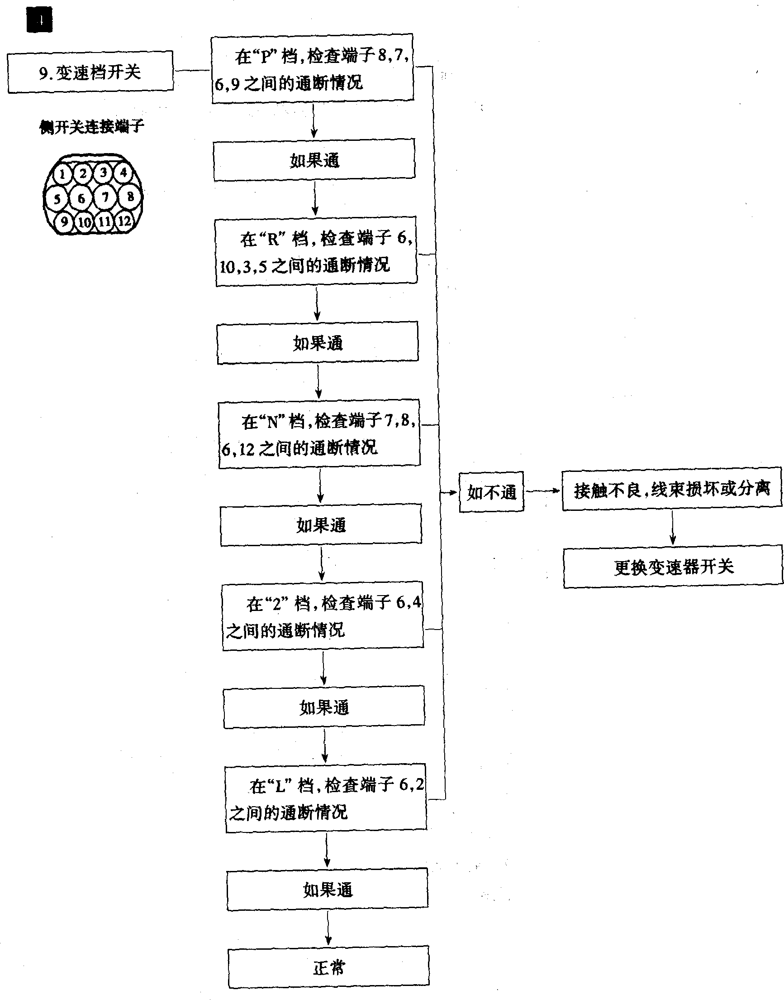 9.变速档开关
在“P”档,检查端子8,7,
6,9之间的通断情况
侧开关连接端子
1 2 3 4
5 6 7 8
9 10 11 12
如果通
在“R”档,检查端子6,
10,3,5之间的通断情况
如果通
在“N”档,检查端子7,8,
6,12之间的通断情况
如不通
接触不良,线束损坏或分离
如果通
更换变速器开关
在“2”档,检查端子6,4
之间的通断情况
如果通
在“L”档,检查端子6,2
之间的通断情况
如果通
正常